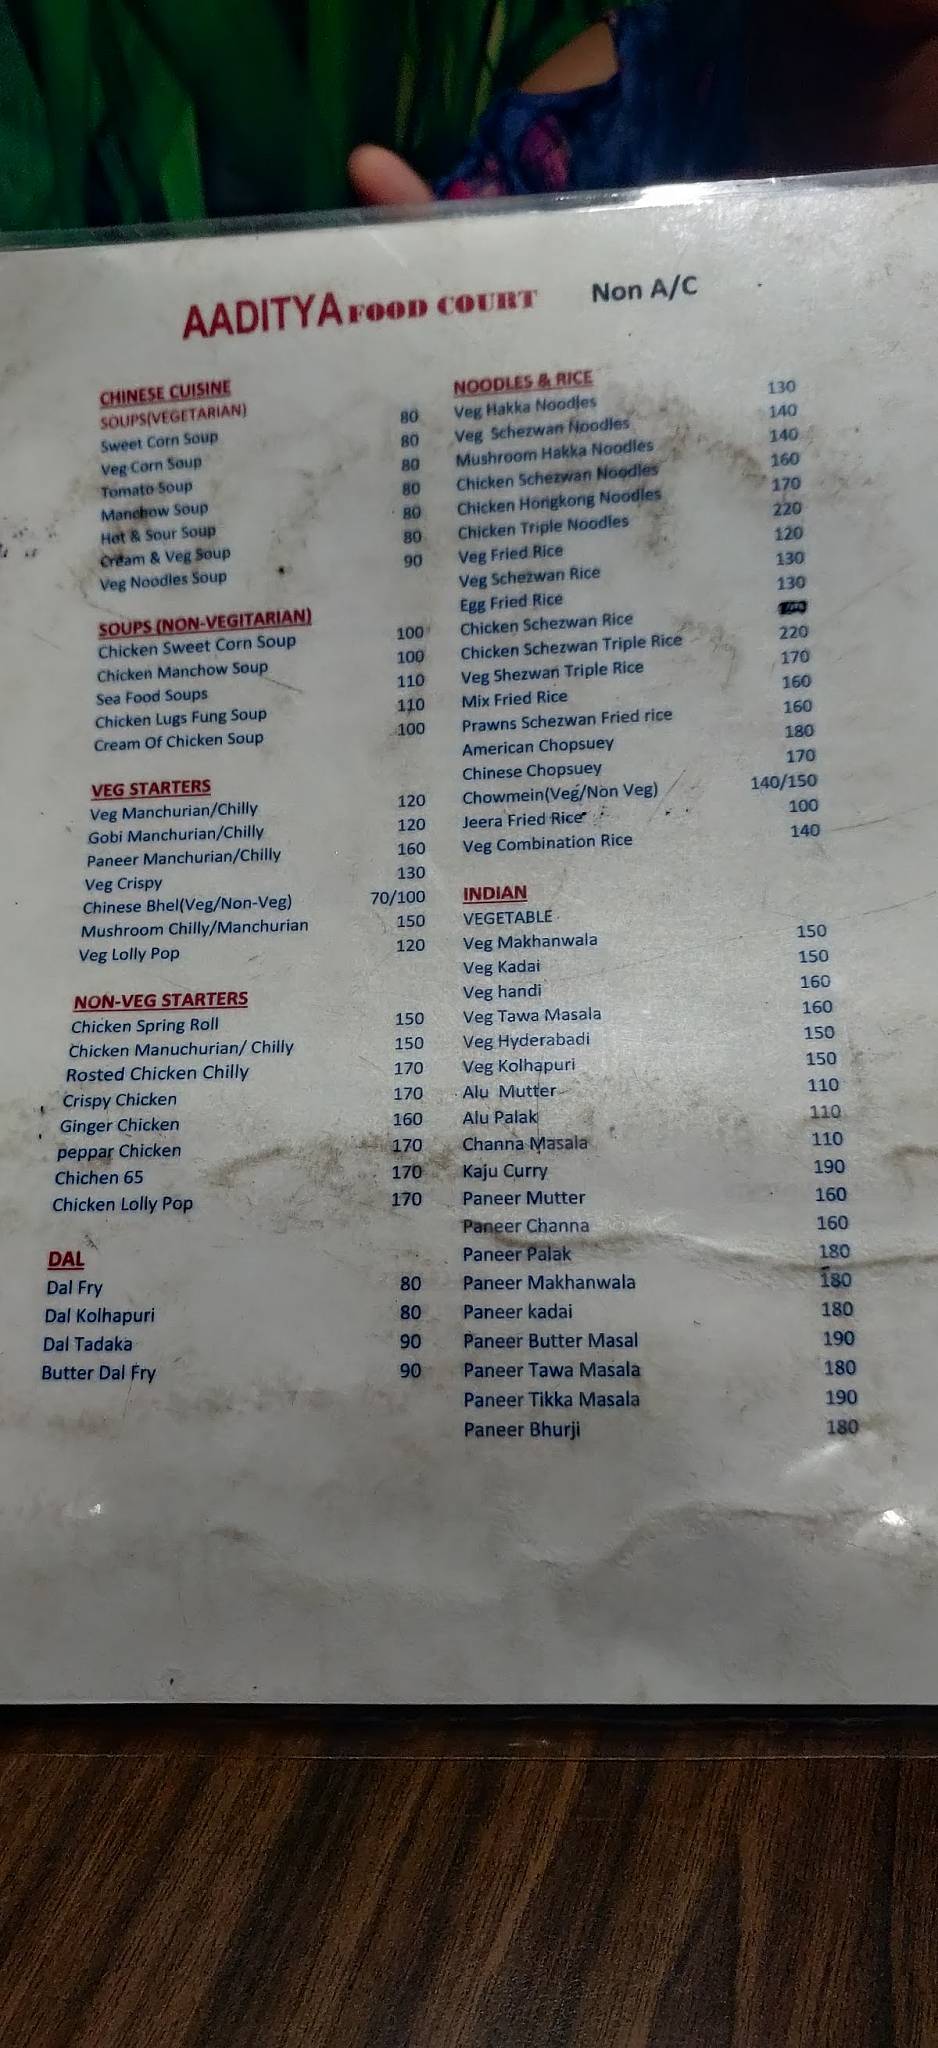 AADITYA FOOD COURT Non A/C
CHINESE CUISINE
SOUPS(VEGETARIAN)
Sweet Corn Soup 80
Veg Corn Soup 80
Tomato Soup 80
Manchow Soup 80
Hot & Sour Soup 80
Cream & Veg Soup 80
Veg Noodles Soup 90
SOUPS (NON-VEGITARIAN)
Chicken Sweet Corn Soup 100
Chicken Manchow Soup 100
Sea Food Soups 110
Chicken Lugs Fung Soup 110
Cream Of Chicken Soup 100
VEG STARTERS
Veg Manchurian/Chilly 120
Gobi Manchurian/Chilly 120
Paneer Manchurian/Chilly 160
Veg Crispy 130
Chinese Bhel(Veg/Non-Veg) 70/100
Mushroom Chilly/Manchurian 150
Veg Lolly Pop 120
NON-VEG STARTERS
Chicken Spring Roll 150
Chicken Manuchurian/ Chilly 150
Rosted Chicken Chilly 170
Crispy Chicken 170
Ginger Chicken 160
peppar Chicken 170
Chichen 65 170
Chicken Lolly Pop 170
DAL
Dal Fry 80
Dal Kolhapuri 80
Dal Tadaka 90
Butter Dal Fry 90
NOODLES & RICE
Veg Hakka Noodles 130
Veg Schezwan Noodles 140
Mushroom Hakka Noodles 140
Chicken Schezwan Noodles 160
Chicken Hongkong Noodles 170
Chicken Triple Noodles 220
Veg Fried Rice 120
Veg Schezwan Rice 130
Egg Fried Rice 130
Chicken Schezwan Rice
Chicken Schezwan Triple Rice 220
Veg Shezwan Triple Rice 170
Mix Fried Rice 160
Prawns Schezwan Fried rice 160
American Chopsuey 180
Chinese Chopsuey 170
Chowmein(Veg/Non Veg) 140/150
Jeera Fried Rice 100
Veg Combination Rice 140
INDIAN
VEGETABLE
Veg Makhanwala 150
Veg Kadai 150
Veg handi 160
Veg Tawa Masala 160
Veg Hyderabadi 150
Veg Kolhapuri 150
Alu Mutter 110
Alu Palak 110
Channa Masala 110
Kaju Curry 190
Paneer Mutter 160
Paneer Channa 160
Paneer Palak 180
Paneer Makhanwala 180
Paneer kadai 180
Paneer Butter Masal 190
Paneer Tawa Masala 180
Paneer Tikka Masala 190
Paneer Bhurji 180